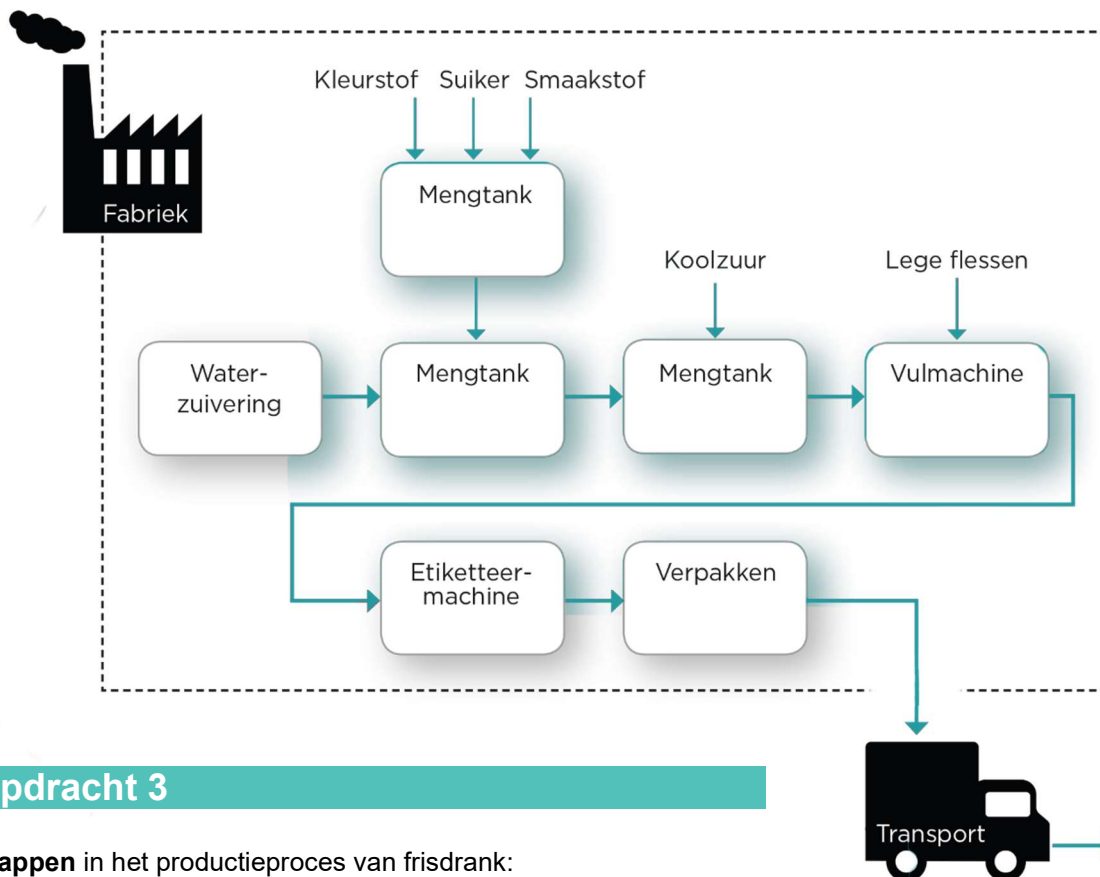 Kleurstof Suiker Smaakstof
Mengtank
Fabriek
Koolzuur
Lege flessen
Water-
zuivering
Mengtank
Mengtank
Vulmachine
Etiketteer-
machine
Verpakken
pdracht 3
Transport
appen in het productieproces van frisdrank: